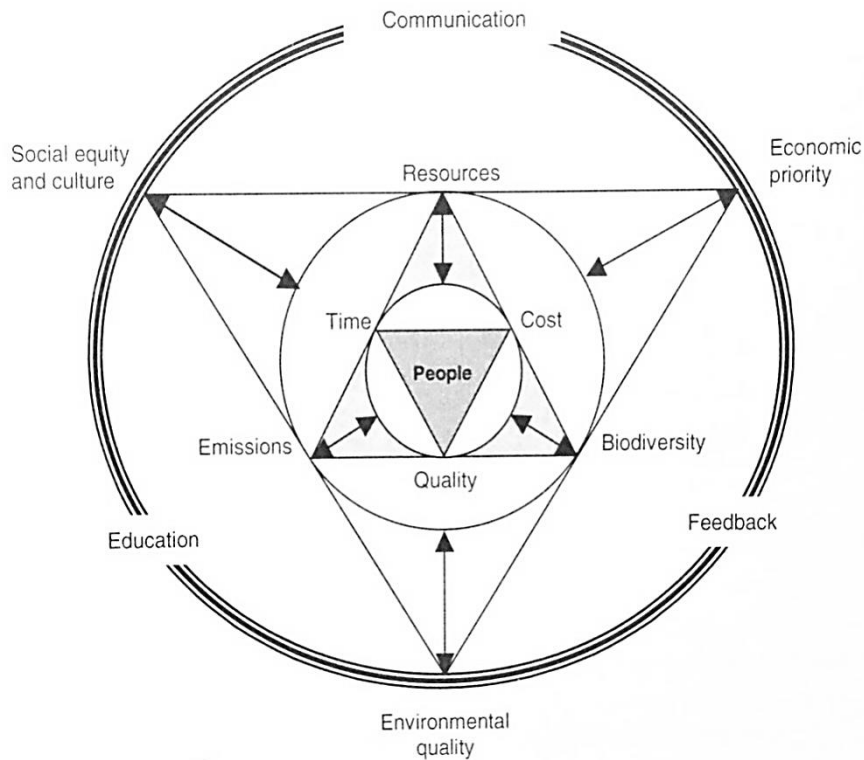 Communication
Social equity
and culture
Economic
priority
Resources
Time
Cost
People
Emissions
Biodiversity
Quality
Education
Feedback
Environmental
quality